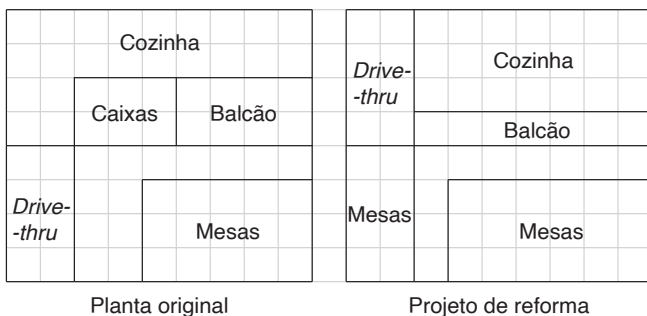 Cozinha
Caixas
Balcão
Drive-
-thru
Mesas
Planta original
Drive-
-thru
Cozinha
Balcão
Mesas
Mesas
Projeto de reforma